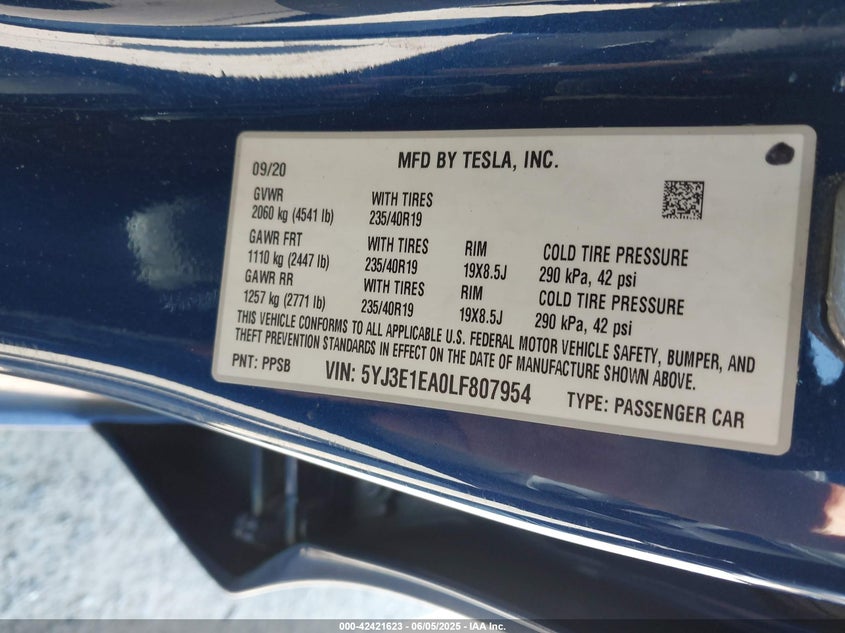 MFD BY TESLA, INC.
09/20
GVWR WITH TIRES
2060 kg (4541 lb) 235/40R19
GAWR FRT WITH TIRES RIM COLD TIRE PRESSURE
1110 kg (2447 lb) 235/40R19 19X8.5J 290 kPa, 42 psi
GAWR RR WITH TIRES RIM COLD TIRE PRESSURE
1257 kg (2771 lb) 235/40R19 19X8.5J 290 kPa, 42 psi
THIS VEHICLE CONFORMS TO ALL APPLICABLE U.S. FEDERAL MOTOR VEHICLE SAFETY, BUMPER, AND
THEFT PREVENTION STANDARDS IN EFFECT ON THE DATE OF MANUFACTURE SHOWN ABOVE.
PNT: PPSB VIN: 5YJ3E1EA0LF807954 TYPE: PASSENGER CAR
000-42421623 - 06/05/2025 - IAA Inc.